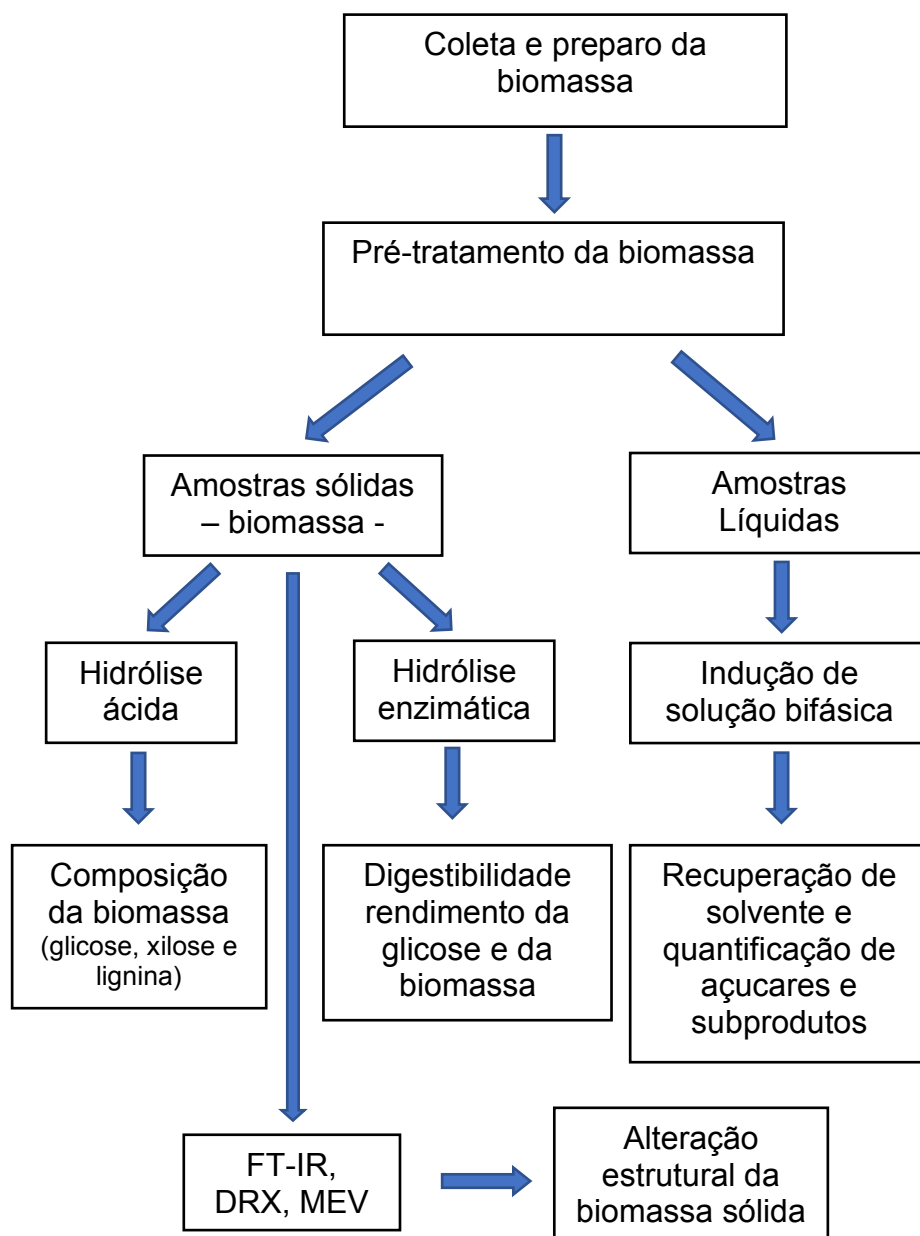 Coleta e preparo da
biomassa
Pré-tratamento da biomassa
Amostras sólidas
– biomassa -
Amostras
Líquidas
Hidrólise
ácida
Hidrólise
enzimática
Indução de
solução bifásica
Composição
da biomassa
(glicose, xilose e
lignina)
Digestibilidade
rendimento da
glicose e da
biomassa
Recuperação de
solvente e
quantificação de
açucares e
subprodutos
FT-IR,
DRX, MEV
Alteração
estrutural da
biomassa sólida